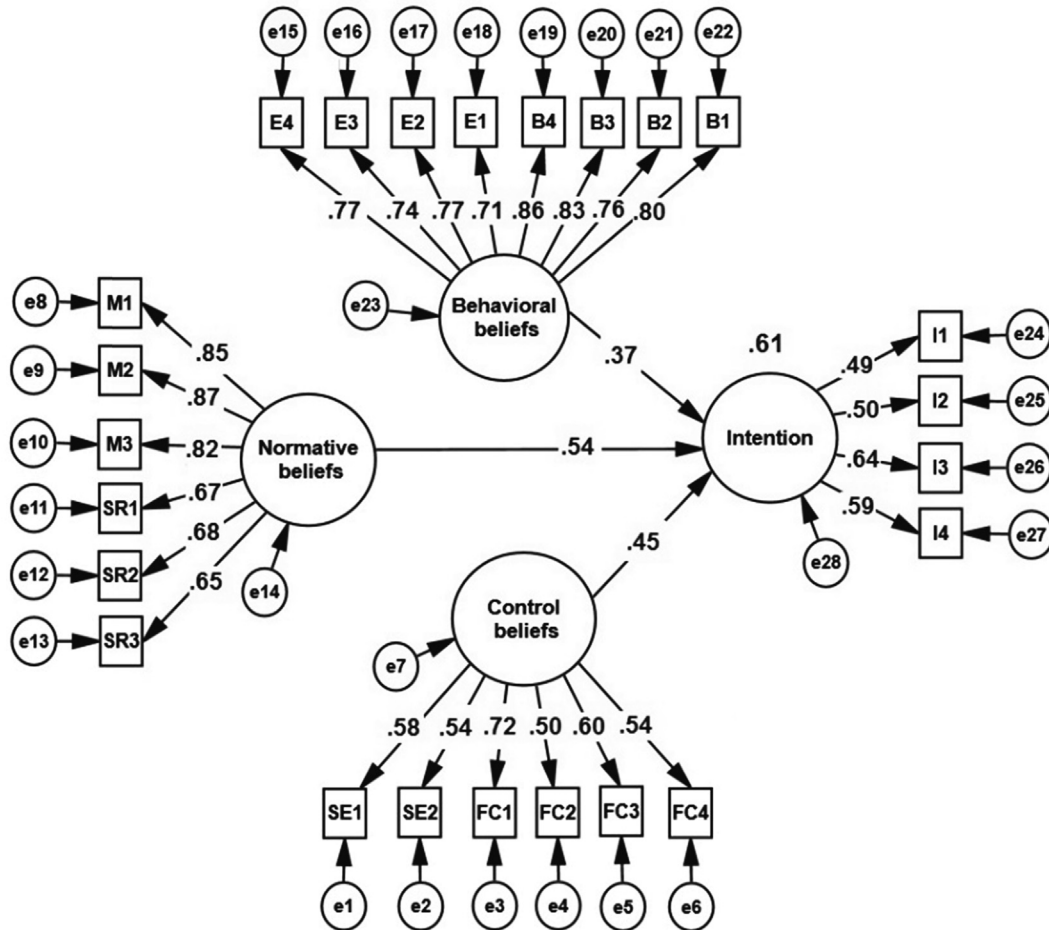 e15 e16 e17 e18 e19 e20 e21 e22
E4 E3 E2 E1 B4 B3 B2 B1
.77 .74 .77 .71 .86 .83 .76 .80
e23
Behavioral
beliefs
.37
e8 M1
e9 M2
e10 M3
e11 SR1
e12 SR2
e13 SR3
.85
.87
.82
.67
.68
.65
Normative
beliefs
e14
.54
.61
Intention
e28
.49
.50
.64
.59
I1 e24
I2 e25
I3 e26
I4 e27
.45
Control
beliefs
e7
.58 .54 .72 .50 .60 .54
SE1 SE2 FC1 FC2 FC3 FC4
e1 e2 e3 e4 e5 e6